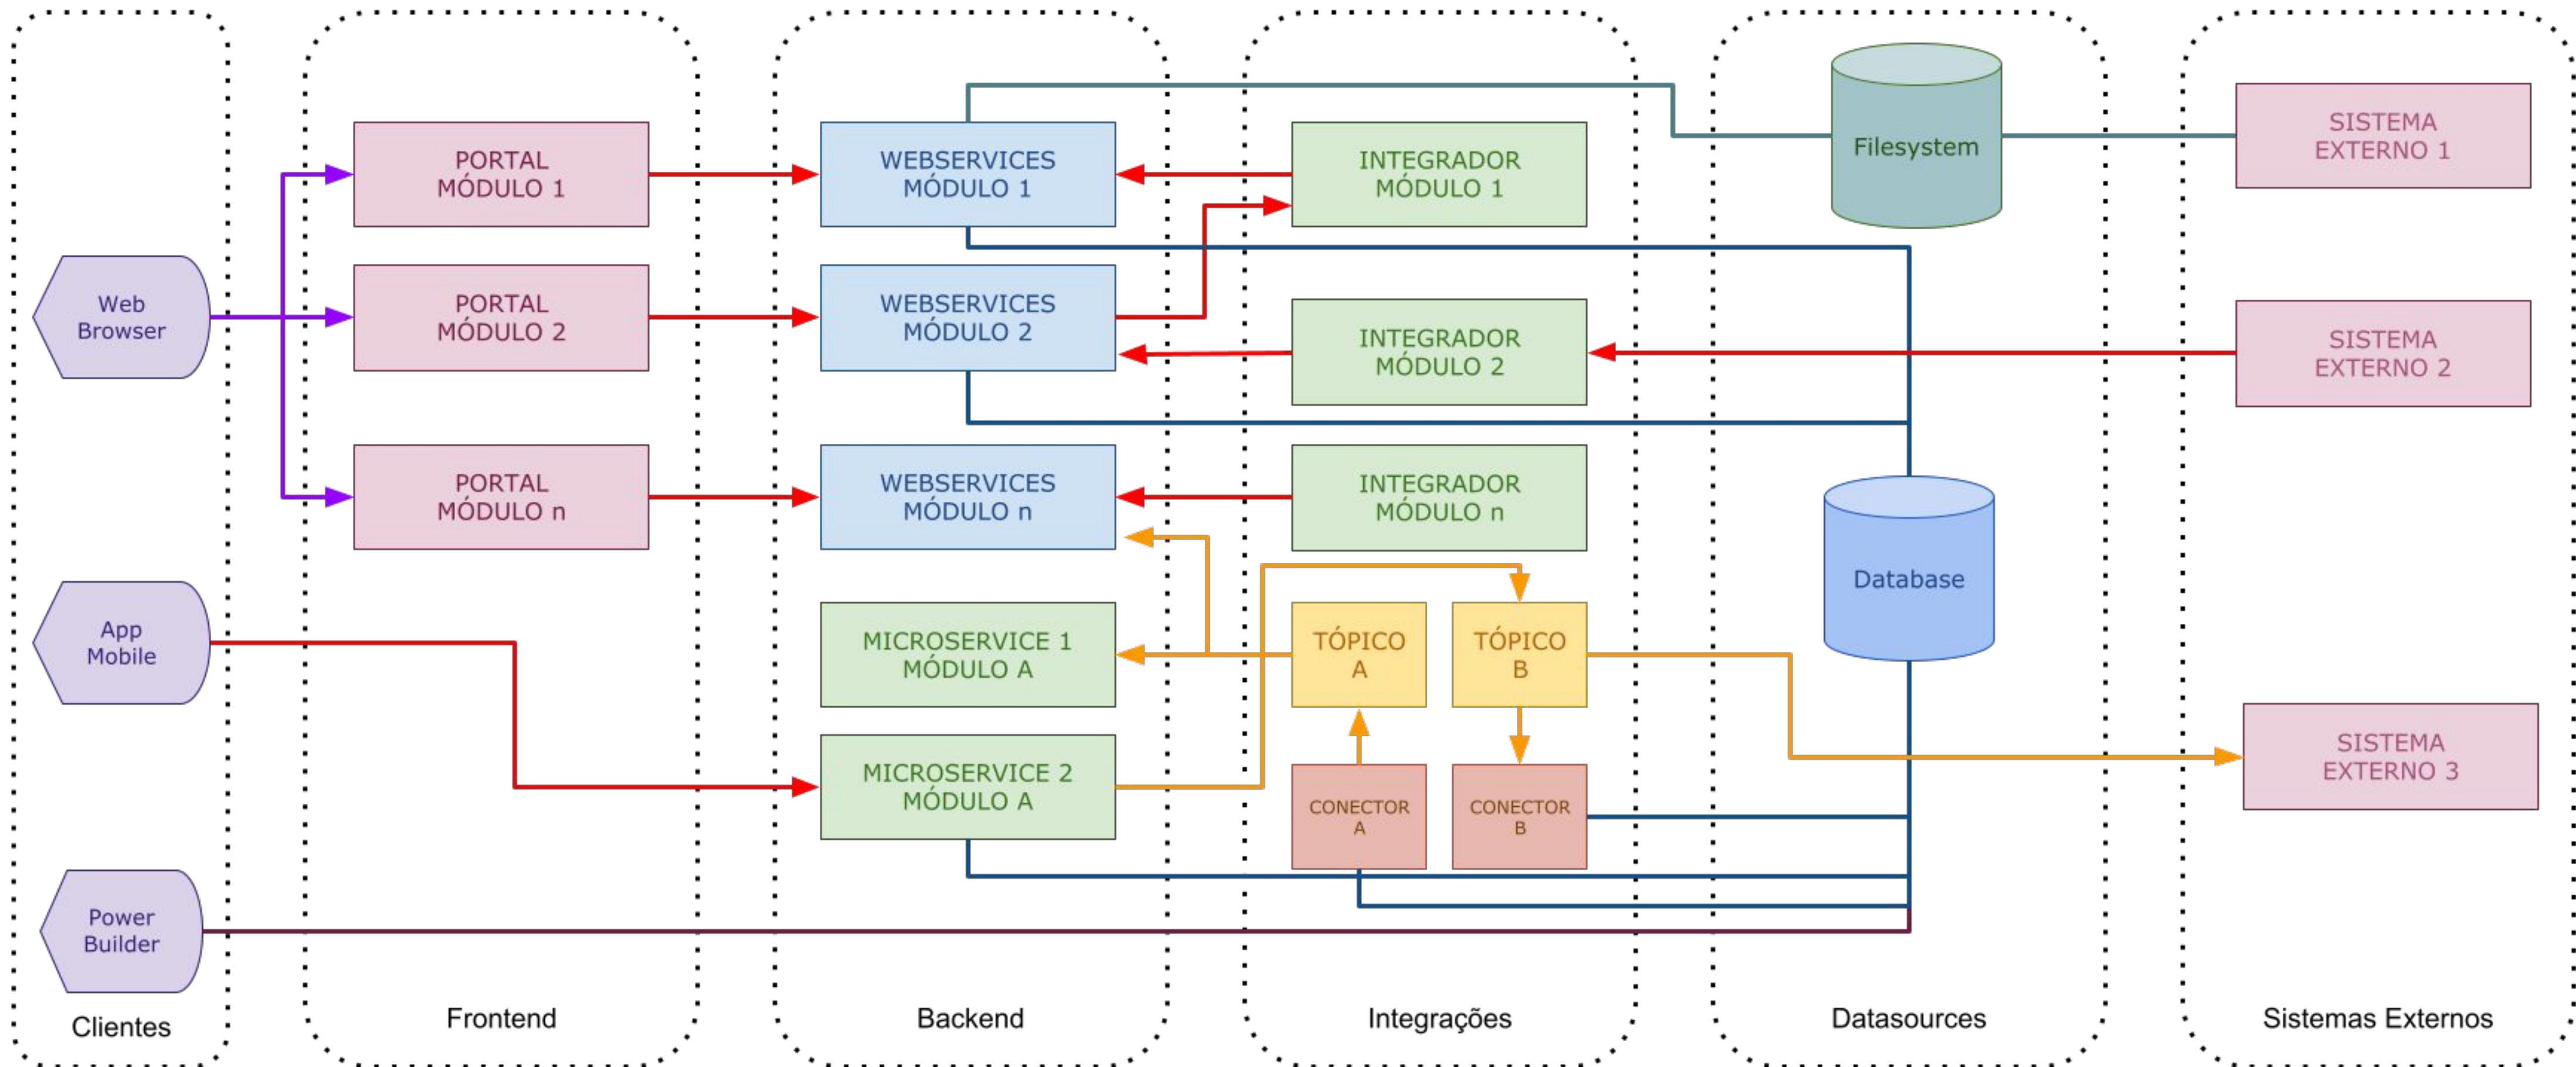 Web
Browser
App
Mobile
Power
Builder
Clientes
PORTAL
MÓDULO 1
PORTAL
MÓDULO 2
PORTAL
MÓDULO n
Frontend
WEBSERVICES
MÓDULO 1
WEBSERVICES
MÓDULO 2
WEBSERVICES
MÓDULO n
MICROSERVICE 1
MÓDULO A
MICROSERVICE 2
MÓDULO A
Backend
INTEGRADOR
MÓDULO 1
INTEGRADOR
MÓDULO 2
INTEGRADOR
MÓDULO n
TÓPICO
A
TÓPICO
B
CONECTOR
A
CONECTOR
B
Integrações
Filesystem
Database
Datasources
SISTEMA
EXTERNO 1
SISTEMA
EXTERNO 2
SISTEMA
EXTERNO 3
Sistemas Externos